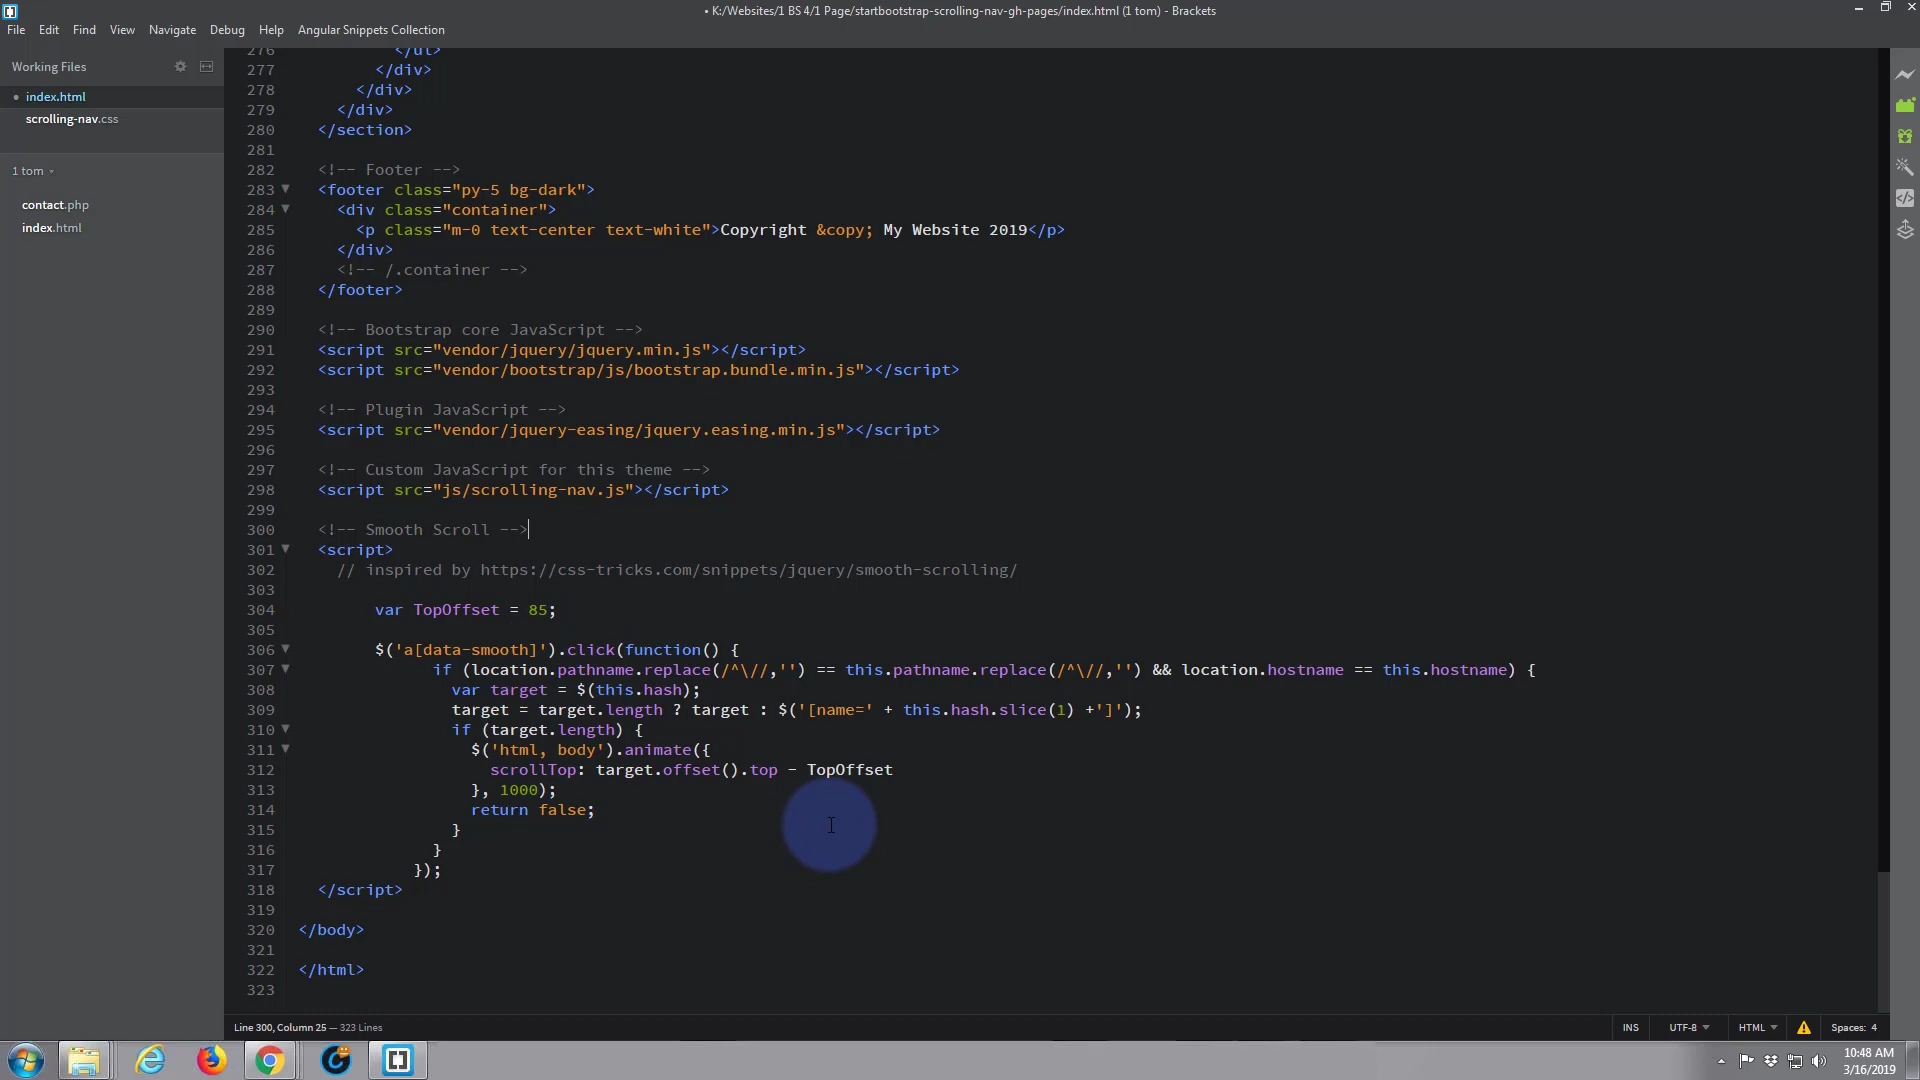 • K:/Websites/1 BS 4/1 Page/startbootstrap-scrolling-nav-gh-pages/index.html (1 tom) - Brackets
File Edit Find View Navigate Debug Help Angular Snippets Collection
Working Files
index.html
scrolling-nav.css
1 tom
contact.php
index.html
276 </ul>
277 </div>
278 </div>
279 </div>
280 </section>
281
282 <!-- Footer -->
283 <footer class="py-5 bg-dark">
284 <div class="container">
285 <p class="m-0 text-center text-white">Copyright &copy; My Website 2019</p>
286 </div>
287 <!-- /.container -->
288 </footer>
289
290 <!-- Bootstrap core JavaScript -->
291 <script src="vendor/jquery/jquery.min.js"></script>
292 <script src="vendor/bootstrap/js/bootstrap.bundle.min.js"></script>
293
294 <!-- Plugin JavaScript -->
295 <script src="vendor/jquery-easing/jquery.easing.min.js"></script>
296
297 <!-- Custom JavaScript for this theme -->
298 <script src="js/scrolling-nav.js"></script>
299
300 <!-- Smooth Scroll -->
301 <script>
302 // inspired by https://css-tricks.com/snippets/jquery/smooth-scrolling/
303
304 var TopOffset = 85;
305
306 $('a[data-smooth]').click(function() {
307 if (location.pathname.replace(/^\//,'') == this.pathname.replace(/^\//,'') && location.hostname == this.hostname) {
308 var target = $(this.hash);
309 target = target.length ? target : $('[name=' + this.hash.slice(1) +']');
310 if (target.length) {
311 $('html, body').animate({
312 scrollTop: target.offset().top - TopOffset
313 }, 1000);
314 return false;
315 }
316 }
317 });
318 </script>
319
320 </body>
321
322 </html>
323
Line 300, Column 25 — 323 Lines
INS UTF-8 HTML Spaces: 4
10:48 AM
3/16/2019